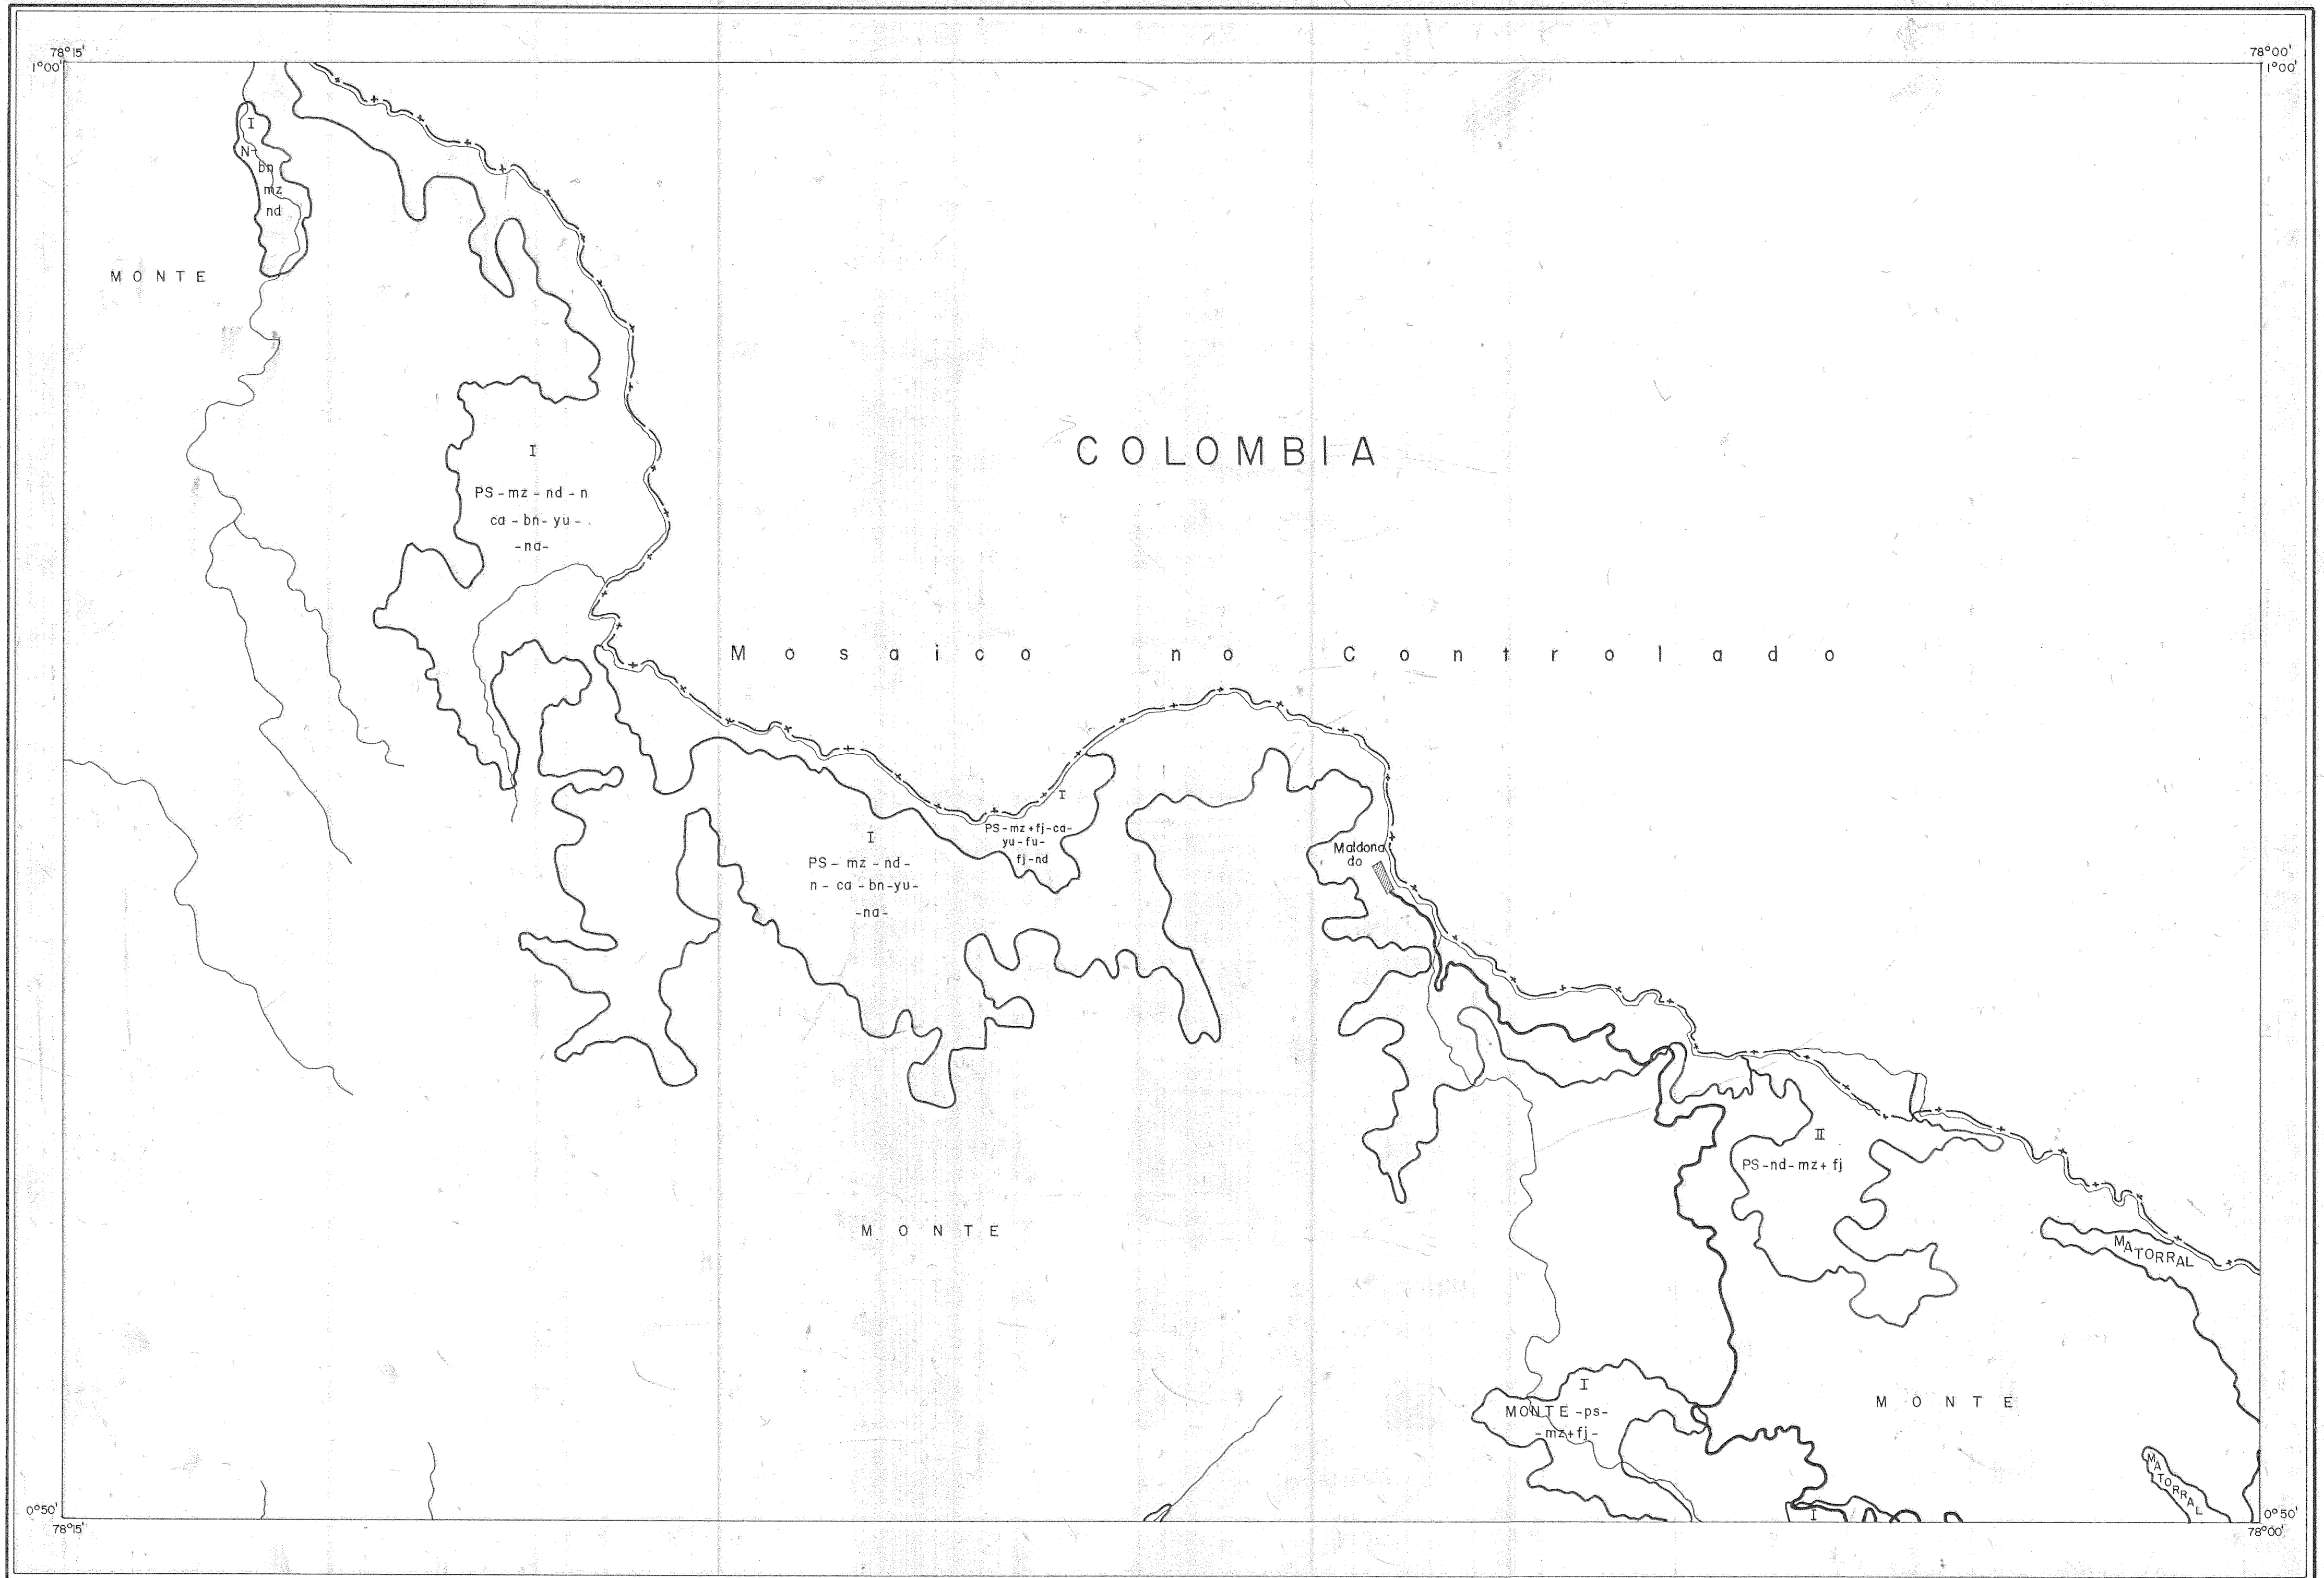 78°15'
78°00'
1°00'
1°00'
I
N-
bn
mz
nd
MONTE
COLOMBIA
I
PS-mz-nd-n
ca-bn-yu-
-na-
Mosaico no Controlado
I
PS-mz+fj-ca-
yu-fu-
fj-nd
I
PS-mz-nd-
n-ca-bn-yu-
-na-
Maldona
do
II
PS-nd-mz+fj
MONTE
MATORRAL
I
MONTE-ps-
-mz+fj-
MONTE
MATORRAL
I
0°50'
0°50'
78°15'
78°00'